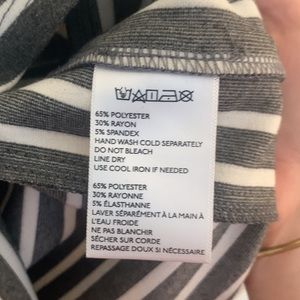 65% POLYESTER
30% RAYON
5% SPANDEX
HAND WASH COLD SEPARATELY
DO NOT BLEACH
LINE DRY
USE COOL IRON IF NEEDED
65% POLYESTER
30% RAYONNE
5% ÉLASTHANNE
LAVER SÉPARÉMENT À LA MAIN À
L'EAU FROIDE
NE PAS BLANCHIR
SÉCHER SUR CORDE
REPASSAGE DOUX SI NÉCESSAIRE